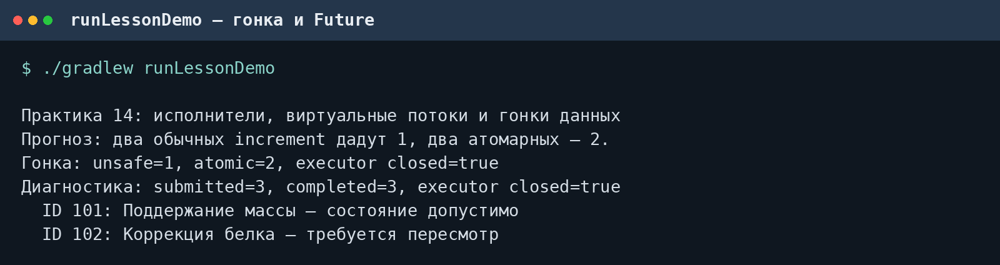 runLessonDemo — гонка и Future
$ ./gradlew runLessonDemo
Практика 14: исполнители, виртуальные потоки и гонки данных
Прогноз: два обычных increment дадут 1, два атомарных — 2.
Гонка: unsafe=1, atomic=2, executor closed=true
Диагностика: submitted=3, completed=3, executor closed=true
ID 101: Поддержание массы — состояние допустимо
ID 102: Коррекция белка — требуется пересмотр